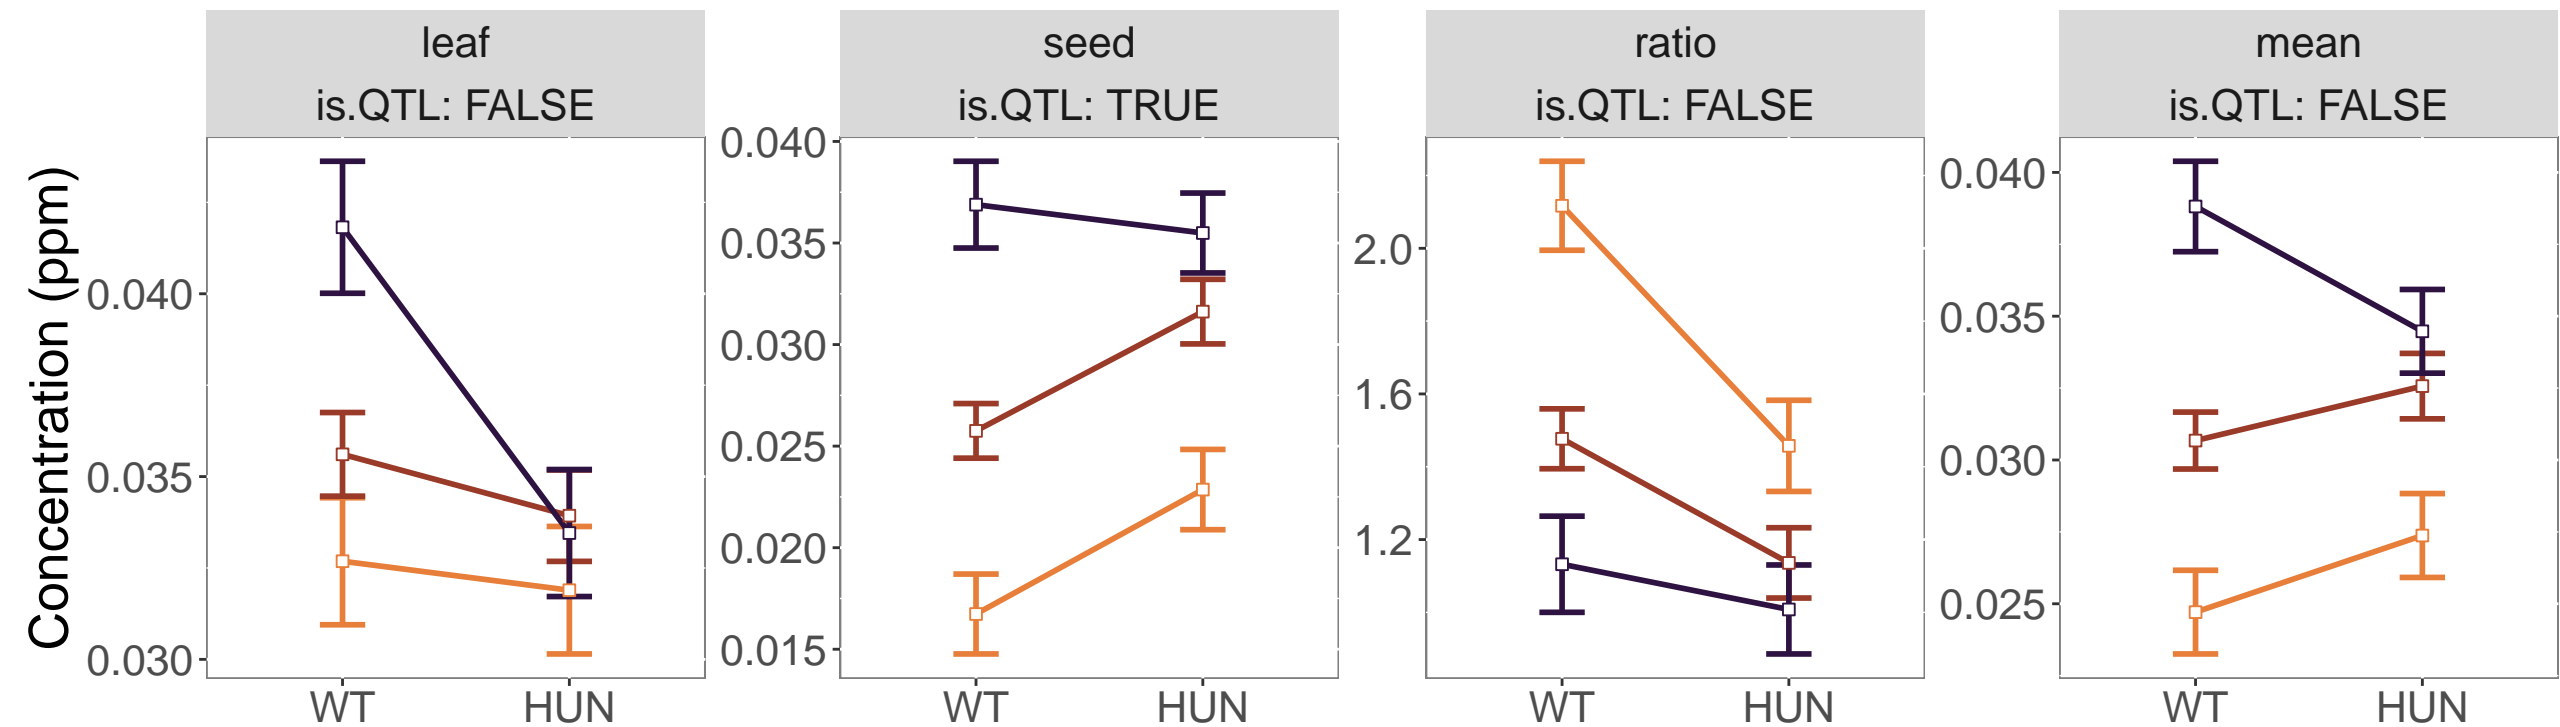 leaf
is.QTL: FALSE
seed
is.QTL: TRUE
ratio
is.QTL: FALSE
mean
is.QTL: FALSE
Concentration (ppm)
0.040
0.035
0.030
WT
HUN
0.040
0.035
0.030
0.025
0.020
0.015
WT
HUN
2.0
1.6
1.2
WT
HUN
0.040
0.035
0.030
0.025
WT
HUN